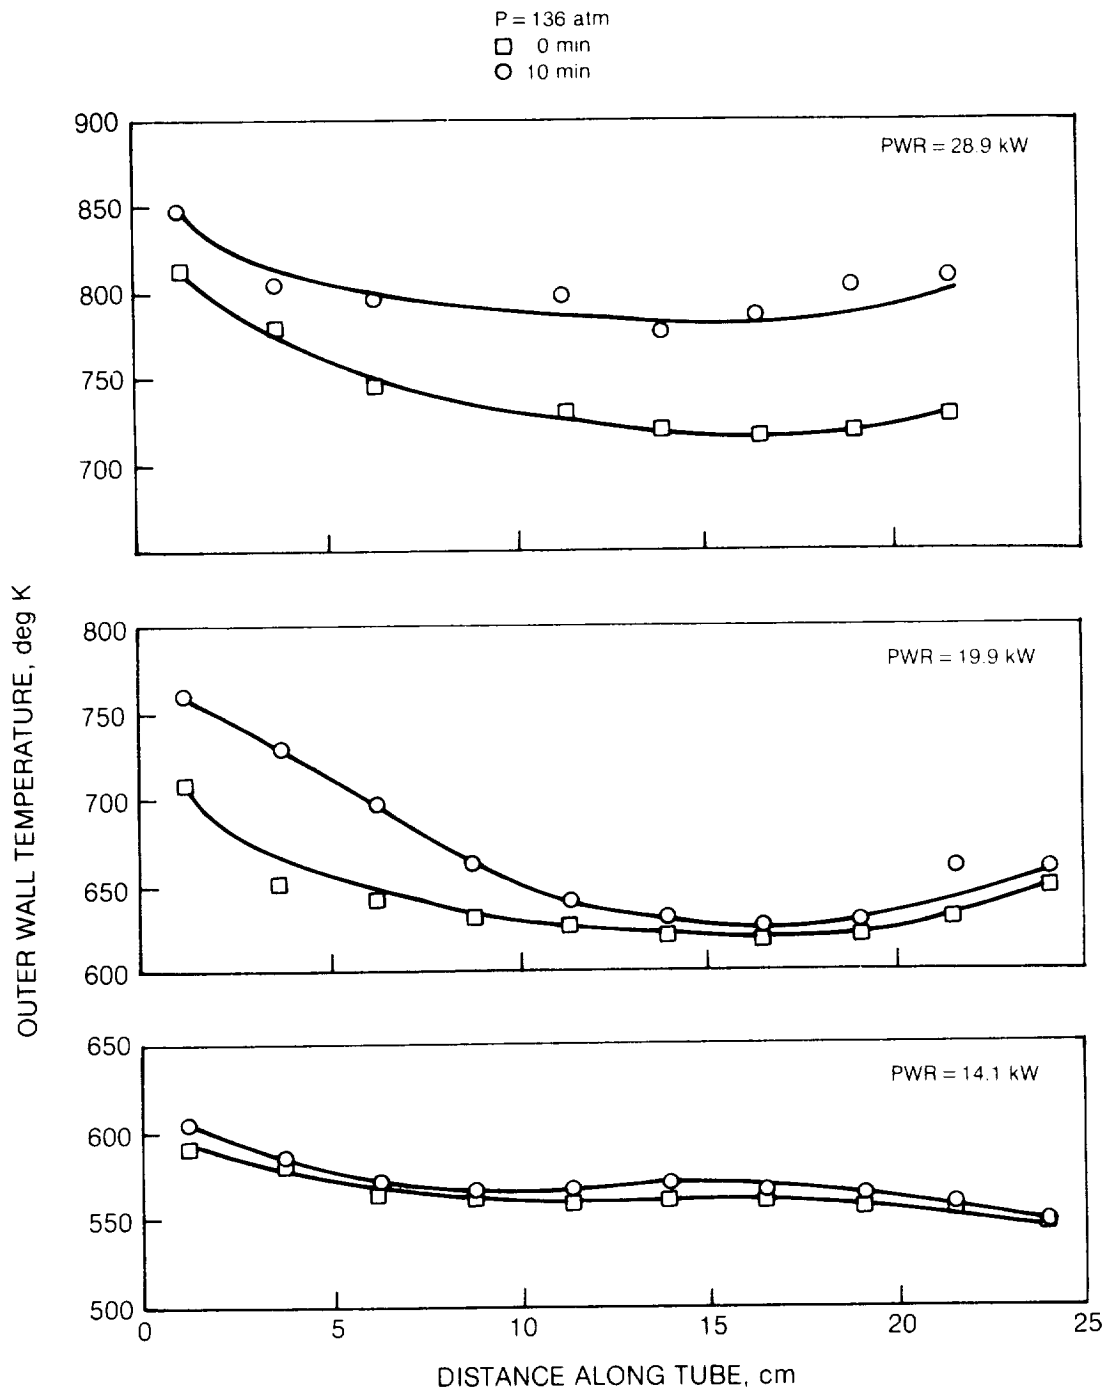 P = 136 atm
□ 0 min
○ 10 min
900
PWR = 28.9 kW
850
800
750
700
800
PWR = 19.9 kW
750
700
650
600
650
PWR = 14.1 kW
600
550
500
0 5 10 15 20 25
OUTER WALL TEMPERATURE, deg K
DISTANCE ALONG TUBE, cm